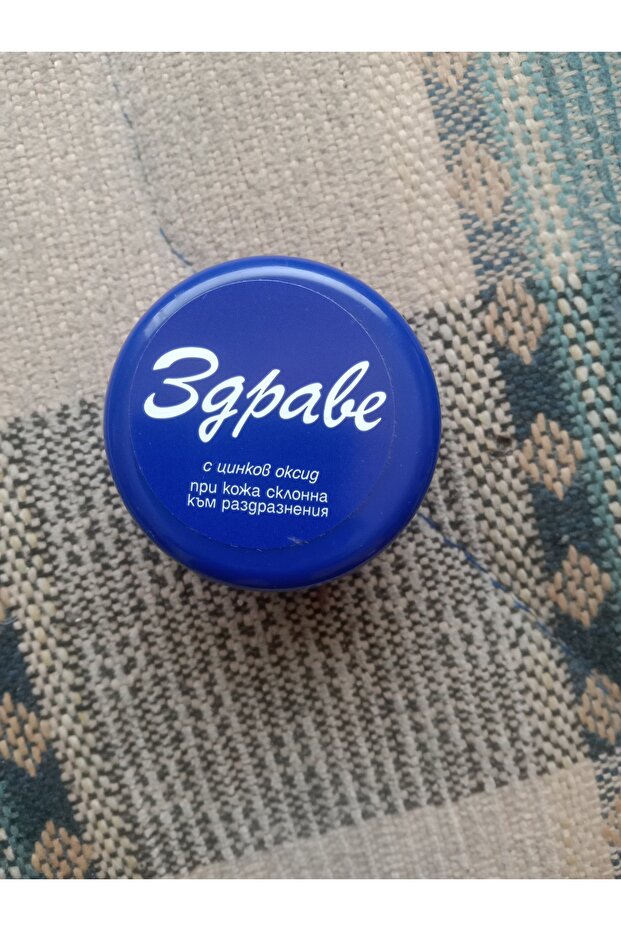 Здраве
с цинков оксид
при кожа склонна
към раздразнения